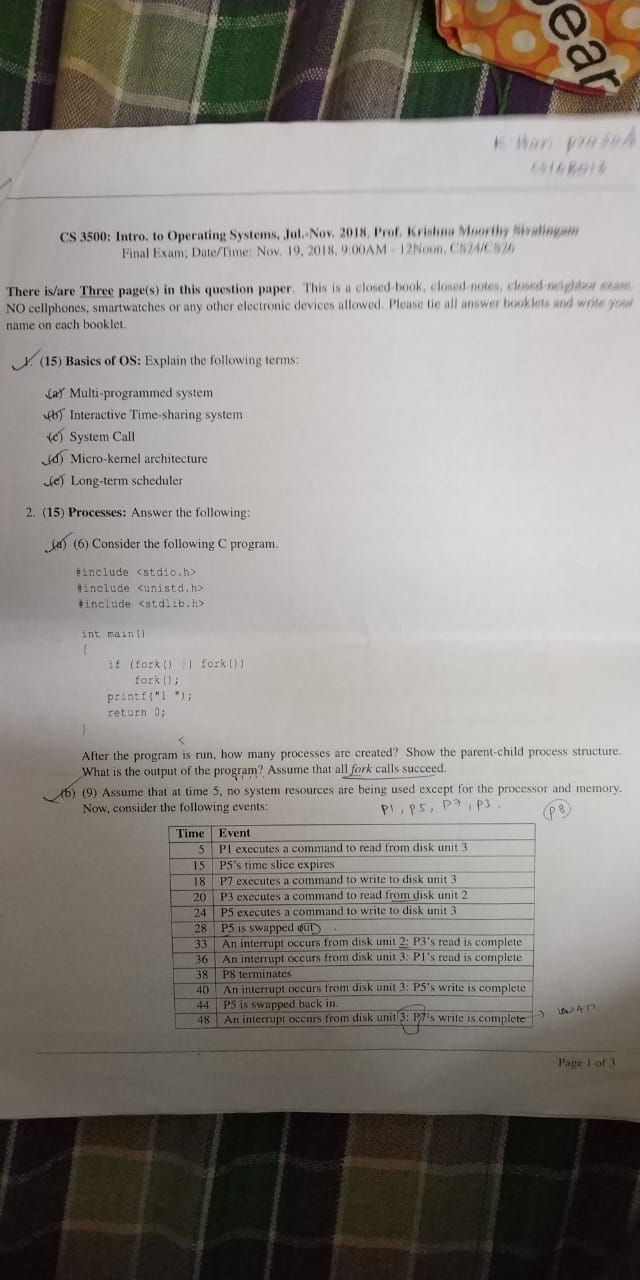 ear
K Hari
CS 3500: Intro. to Operating Systems, Jul.-Nov. 2018, Prof. Krishna Moorthy Sivalingam
Final Exam; Date/Time: Nov. 19, 2018, 9:00AM - 12Noon, CS24/CS26
There is/are Three page(s) in this question paper. This is a closed-book, closed-notes, closed-neighbor exam.
NO cellphones, smartwatches or any other electronic devices allowed. Please tie all answer booklets and write your
name on each booklet.
1. (15) Basics of OS: Explain the following terms:
(a) Multi-programmed system
(b) Interactive Time-sharing system
(c) System Call
(d) Micro-kernel architecture
(e) Long-term scheduler
2. (15) Processes: Answer the following:
(a) (6) Consider the following C program.
#include <stdio.h>
#include <unistd.h>
#include <stdlib.h>
int main()
{
if (fork() || fork())
fork();
printf("1 ");
return 0;
}
After the program is run, how many processes are created? Show the parent-child process structure.
What is the output of the program? Assume that all fork calls succeed.
(b) (9) Assume that at time 5, no system resources are being used except for the processor and memory.
Now, consider the following events:
P1, P5, P7, P3.
P8
Time Event
5 P1 executes a command to read from disk unit 3
15 P5's time slice expires
18 P7 executes a command to write to disk unit 3
20 P3 executes a command to read from disk unit 2
24 P5 executes a command to write to disk unit 3
28 P5 is swapped out
33 An interrupt occurs from disk unit 2: P3's read is complete
36 An interrupt occurs from disk unit 3: P1's read is complete
38 P8 terminates
40 An interrupt occurs from disk unit 3: P5's write is complete
44 P5 is swapped back in
48 An interrupt occurs from disk unit 3: P7's write is complete
Page 1 of 3